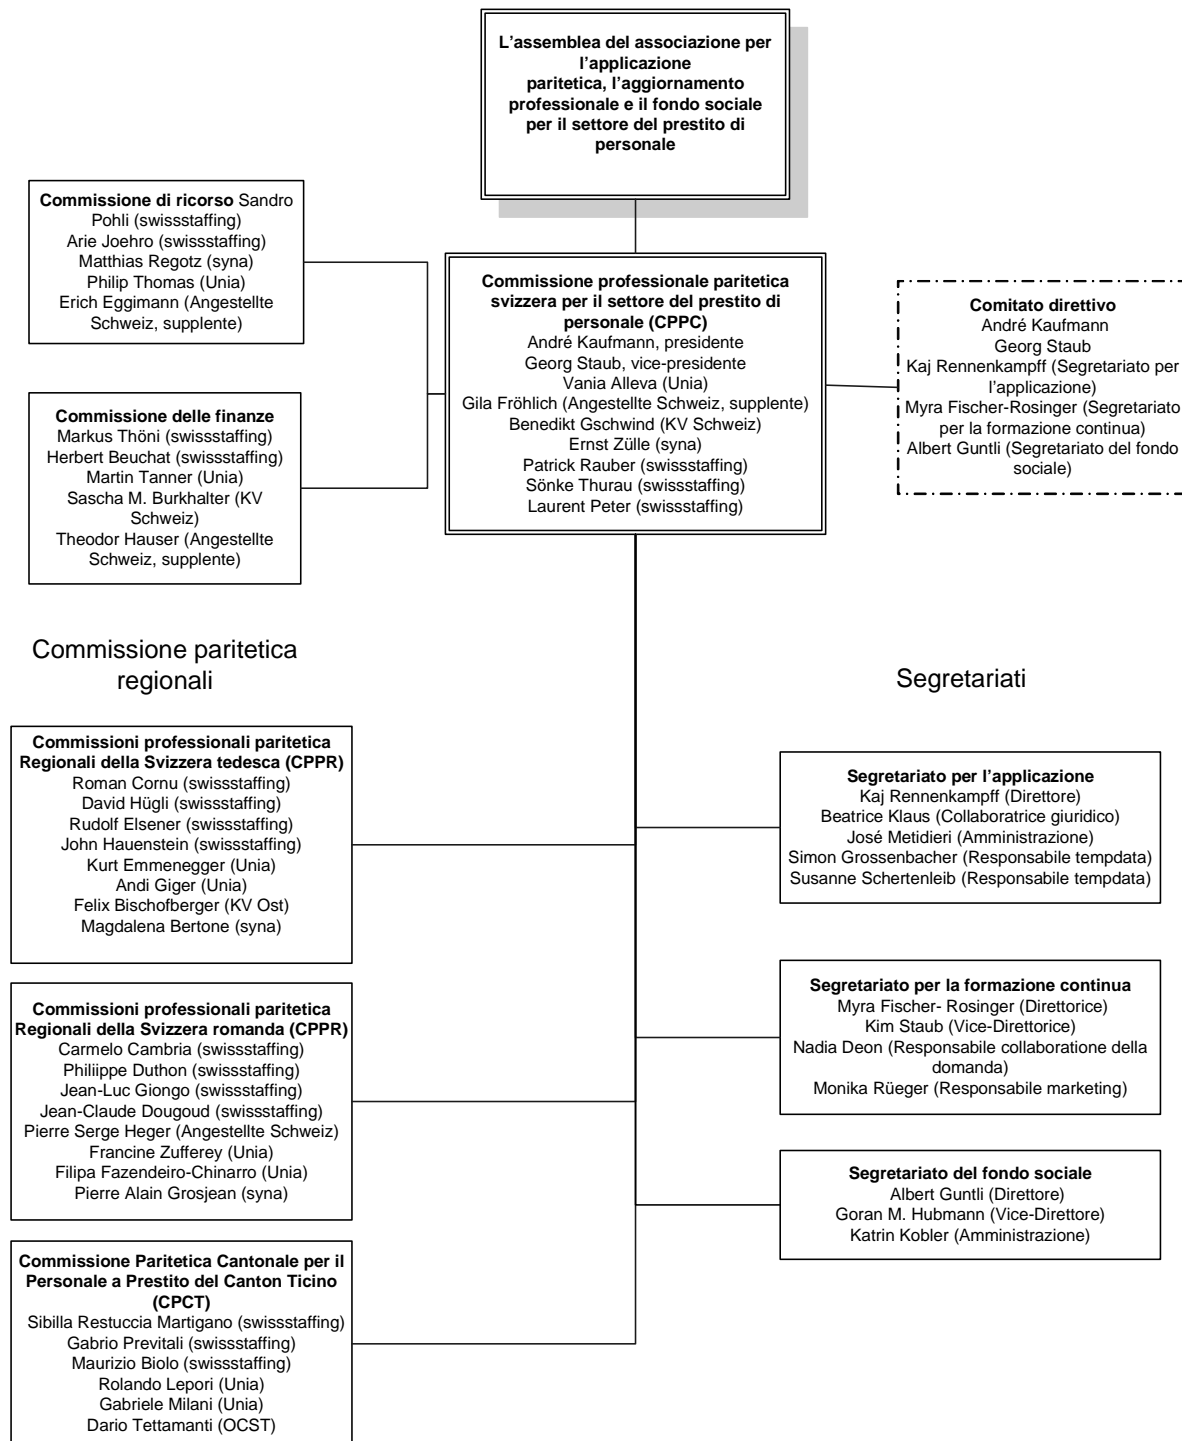 L'assemblea del associazione per
l'applicazione
paritetica, l'aggiornamento
professionale e il fondo sociale
per il settore del prestito di
personale
Commissione di ricorso Sandro
Pohli (swissstaffing)
Arie Joehro (swissstaffing)
Matthias Regotz (syna)
Philip Thomas (Unia)
Erich Eggimann (Angestellte
Schweiz, supplente)
Commissione professionale paritetica
svizzera per il settore del prestito di
personale (CPPC)
André Kaufmann, presidente
Georg Staub, vice-presidente
Vania Alleva (Unia)
Gila Fröhlich (Angestellte Schweiz, supplente)
Benedikt Gschwind (KV Schweiz)
Ernst Zülle (syna)
Patrick Rauber (swissstaffing)
Sönke Thurau (swissstaffing)
Laurent Peter (swissstaffing)
Comitato direttivo
André Kaufmann
Georg Staub
Kaj Rennenkampff (Segretariato per
l'applicazione)
Myra Fischer-Rosinger (Segretariato
per la formazione continua)
Albert Guntli (Segretariato del fondo
sociale)
Commissione delle finanze
Markus Thöni (swissstaffing)
Herbert Beuchat (swissstaffing)
Martin Tanner (Unia)
Sascha M. Burkhalter (KV
Schweiz)
Theodor Hauser (Angestellte
Schweiz, supplente)
Commissione paritetica
regionali
Commissioni professionali paritetica
Regionali della Svizzera tedesca (CPPR)
Roman Cornu (swissstaffing)
David Hügli (swissstaffing)
Rudolf Elsener (swissstaffing)
John Hauenstein (swissstaffing)
Kurt Emmenegger (Unia)
Andi Giger (Unia)
Felix Bischofberger (KV Ost)
Magdalena Bertone (syna)
Commissioni professionali paritetica
Regionali della Svizzera romanda (CPPR)
Carmelo Cambria (swissstaffing)
Philiippe Duthon (swissstaffing)
Jean-Luc Giongo (swissstaffing)
Jean-Claude Dougoud (swissstaffing)
Pierre Serge Heger (Angestellte Schweiz)
Francine Zufferey (Unia)
Filipa Fazendeiro-Chinarro (Unia)
Pierre Alain Grosjean (syna)
Commissione Paritetica Cantonale per il
Personale a Prestito del Canton Ticino
(CPCT)
Sibilla Restuccia Martigano (swissstaffing)
Gabrio Previtali (swissstaffing)
Maurizio Biolo (swissstaffing)
Rolando Lepori (Unia)
Gabriele Milani (Unia)
Dario Tettamanti (OCST)
Segretariati
Segretariato per l'applicazione
Kaj Rennenkampff (Direttore)
Beatrice Klaus (Collaboratrice giuridico)
José Metidieri (Amministrazione)
Simon Grossenbacher (Responsabile tempdata)
Susanne Schertenleib (Responsabile tempdata)
Segretariato per la formazione continua
Myra Fischer- Rosinger (Direttorice)
Kim Staub (Vice-Direttorice)
Nadia Deon (Responsabile collaboratione della
domanda)
Monika Rüeger (Responsabile marketing)
Segretariato del fondo sociale
Albert Guntli (Direttore)
Goran M. Hubmann (Vice-Direttore)
Katrin Kobler (Amministrazione)